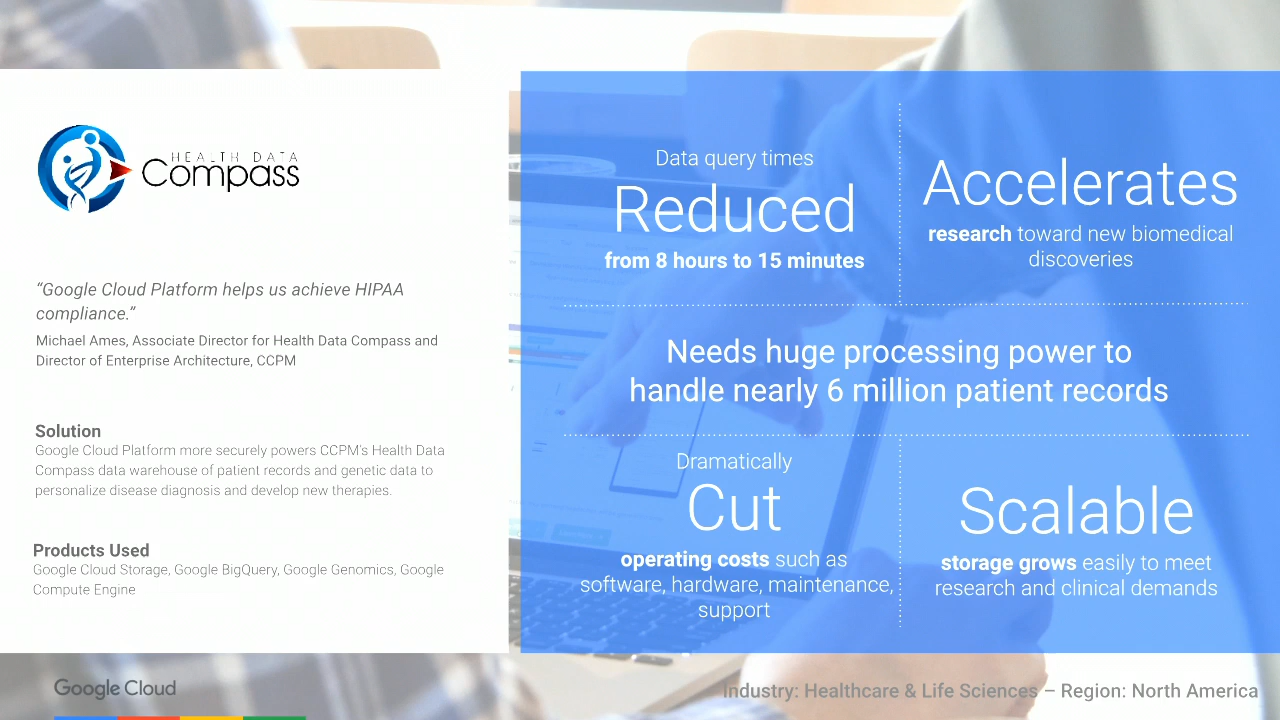 HEALTH DATA
Compass
“Google Cloud Platform helps us achieve HIPAA
compliance.”
Michael Ames, Associate Director for Health Data Compass and
Director of Enterprise Architecture, CCPM
Solution
Google Cloud Platform more securely powers CCPM's Health Data
Compass data warehouse of patient records and genetic data to
personalize disease diagnosis and develop new therapies.
Products Used
Google Cloud Storage, Google BigQuery, Google Genomics, Google
Compute Engine
Data query times
Reduced
from 8 hours to 15 minutes
Accelerates
research toward new biomedical
discoveries
Needs huge processing power to
handle nearly 6 million patient records
Dramatically
Cut
operating costs such as
software, hardware, maintenance,
support
Scalable
storage grows easily to meet
research and clinical demands
Google Cloud
Industry: Healthcare & Life Sciences – Region: North America